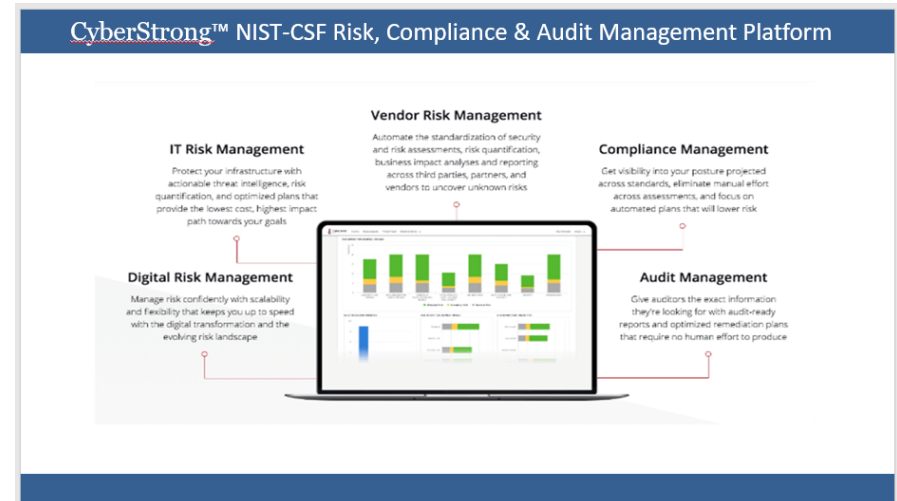 CyberStrong™ NIST-CSF Risk, Compliance & Audit Management Platform
Vendor Risk Management
Automate the standardization of security
and risk assessments, risk quantification,
business impact analyses and reporting
across third parties, partners, and
vendors to uncover unknown risks
IT Risk Management
Protect your infrastructure with
actionable threat intelligence, risk
quantification, and optimized plans that
provide the lowest cost, highest impact
path towards your goals
Compliance Management
Get visibility into your posture projected
across standards, eliminate manual effort
across assessments, and focus on
automated plans that will lower risk
Digital Risk Management
Manage risk confidently with scalability
and flexibility that keeps you up to speed
with the digital transformation and the
evolving risk landscape
Audit Management
Give auditors the exact information
they're looking for with audit-ready
reports and optimized remediation plans
that require no human effort to produce